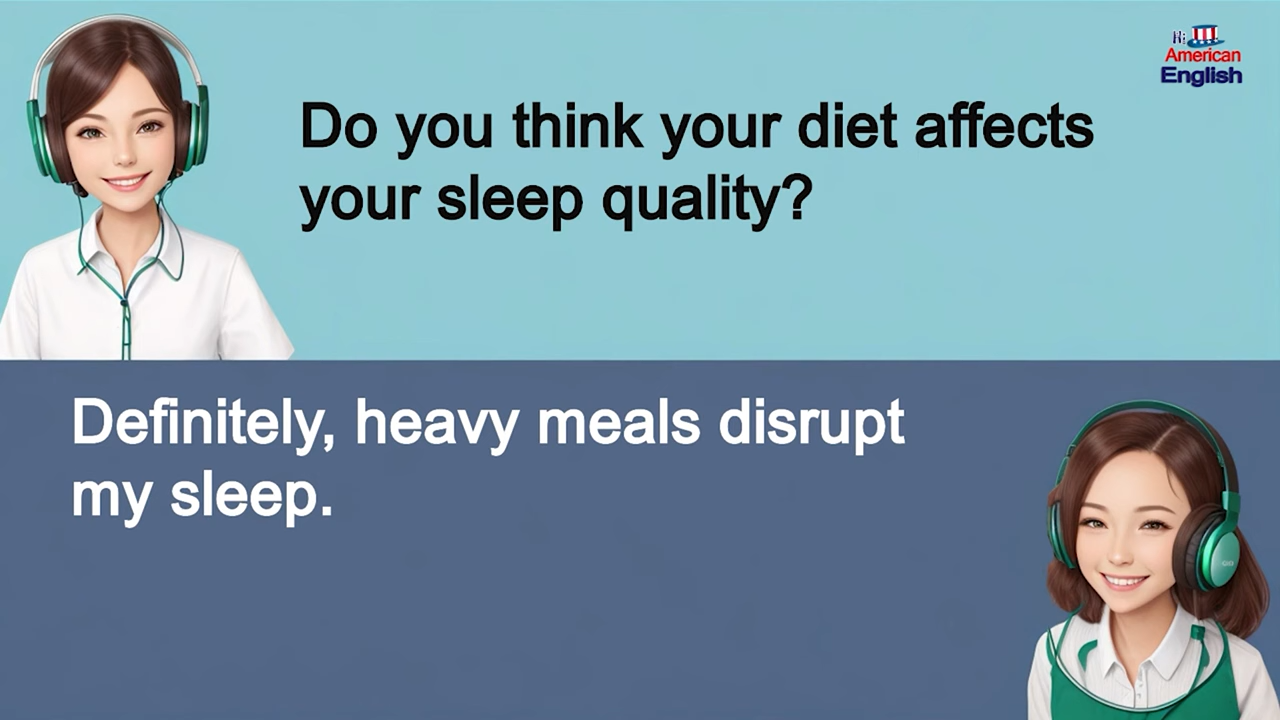 Hi
American
English
Do you think your diet affects
your sleep quality?
Definitely, heavy meals disrupt
my sleep.